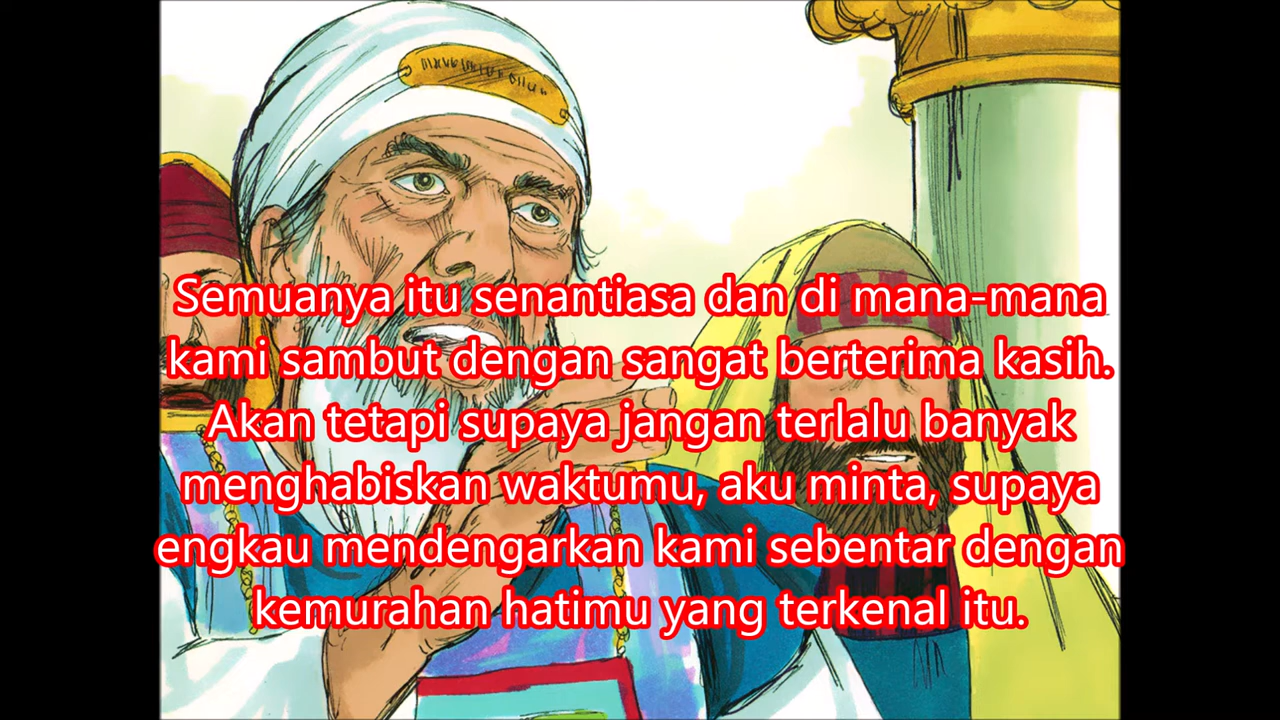 Semuanya itu senantiasa dan di mana-mana
kami sambut dengan sangat berterima kasih.
Akan tetapi supaya jangan terlalu banyak
menghabiskan waktumu, aku minta, supaya
engkau mendengarkan kami sebentar dengan
kemurahan hatimu yang terkenal itu.